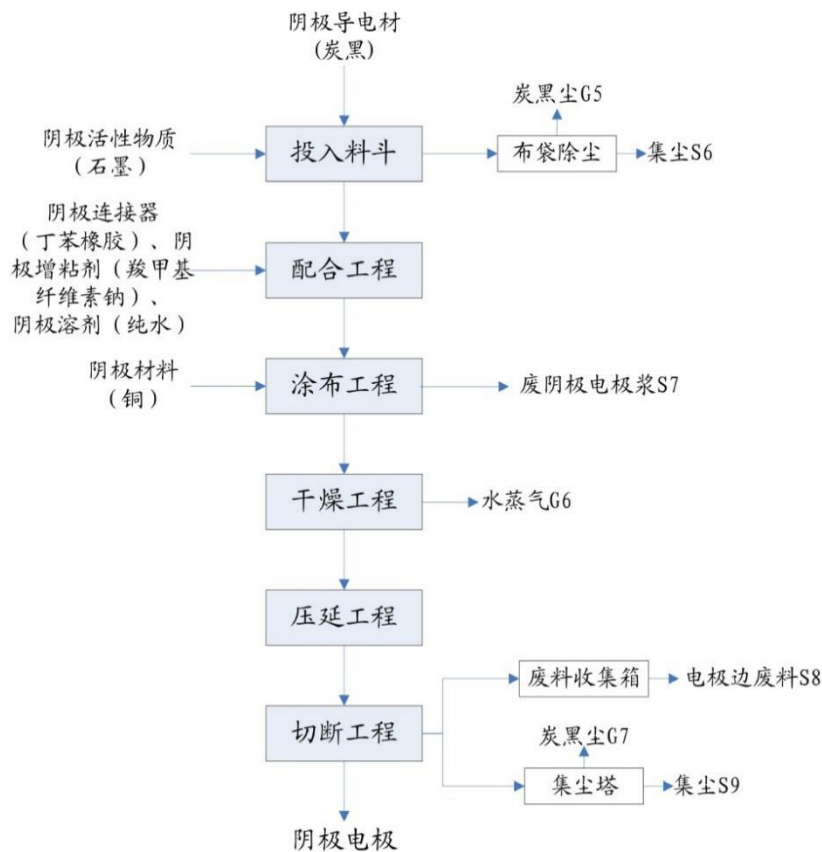 阴极导电材
(炭黑)
炭黑尘G5
阴极活性物质
（石墨）
投入料斗
布袋除尘
集尘S6
阴极连接器
（丁苯橡胶）、阴
极增粘剂（羧甲基
纤维素钠）、
阴极溶剂（纯水）
配合工程
阴极材料
（铜）
涂布工程
废阴极电极浆S7
干燥工程
水蒸气G6
压延工程
废料收集箱
电极边废料S8
切断工程
炭黑尘G7
集尘塔
集尘S9
阴极电极